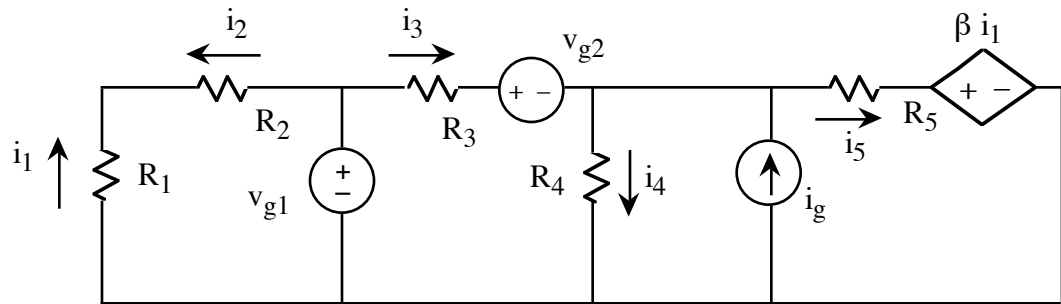 i2
i3
vg2
β i1
+ −
+ −
R2
R3
R5
i5
i1
R1
vg1
+
−
R4
i4
ig